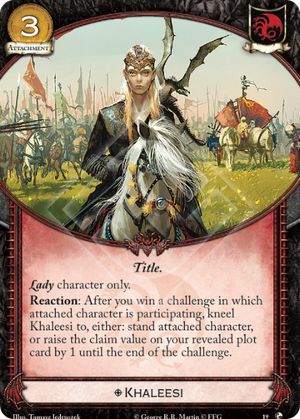 3
ATTACHMENT
Title.
Lady character only.
Reaction: After you win a challenge in which
attached character is participating, kneel
Khaleesi to, either: stand attached character,
or raise the claim value on your revealed plot
card by 1 until the end of the challenge.
KHALEESI
Illus. Tomasz Jedruszek
© George R.R. Martin © FFG